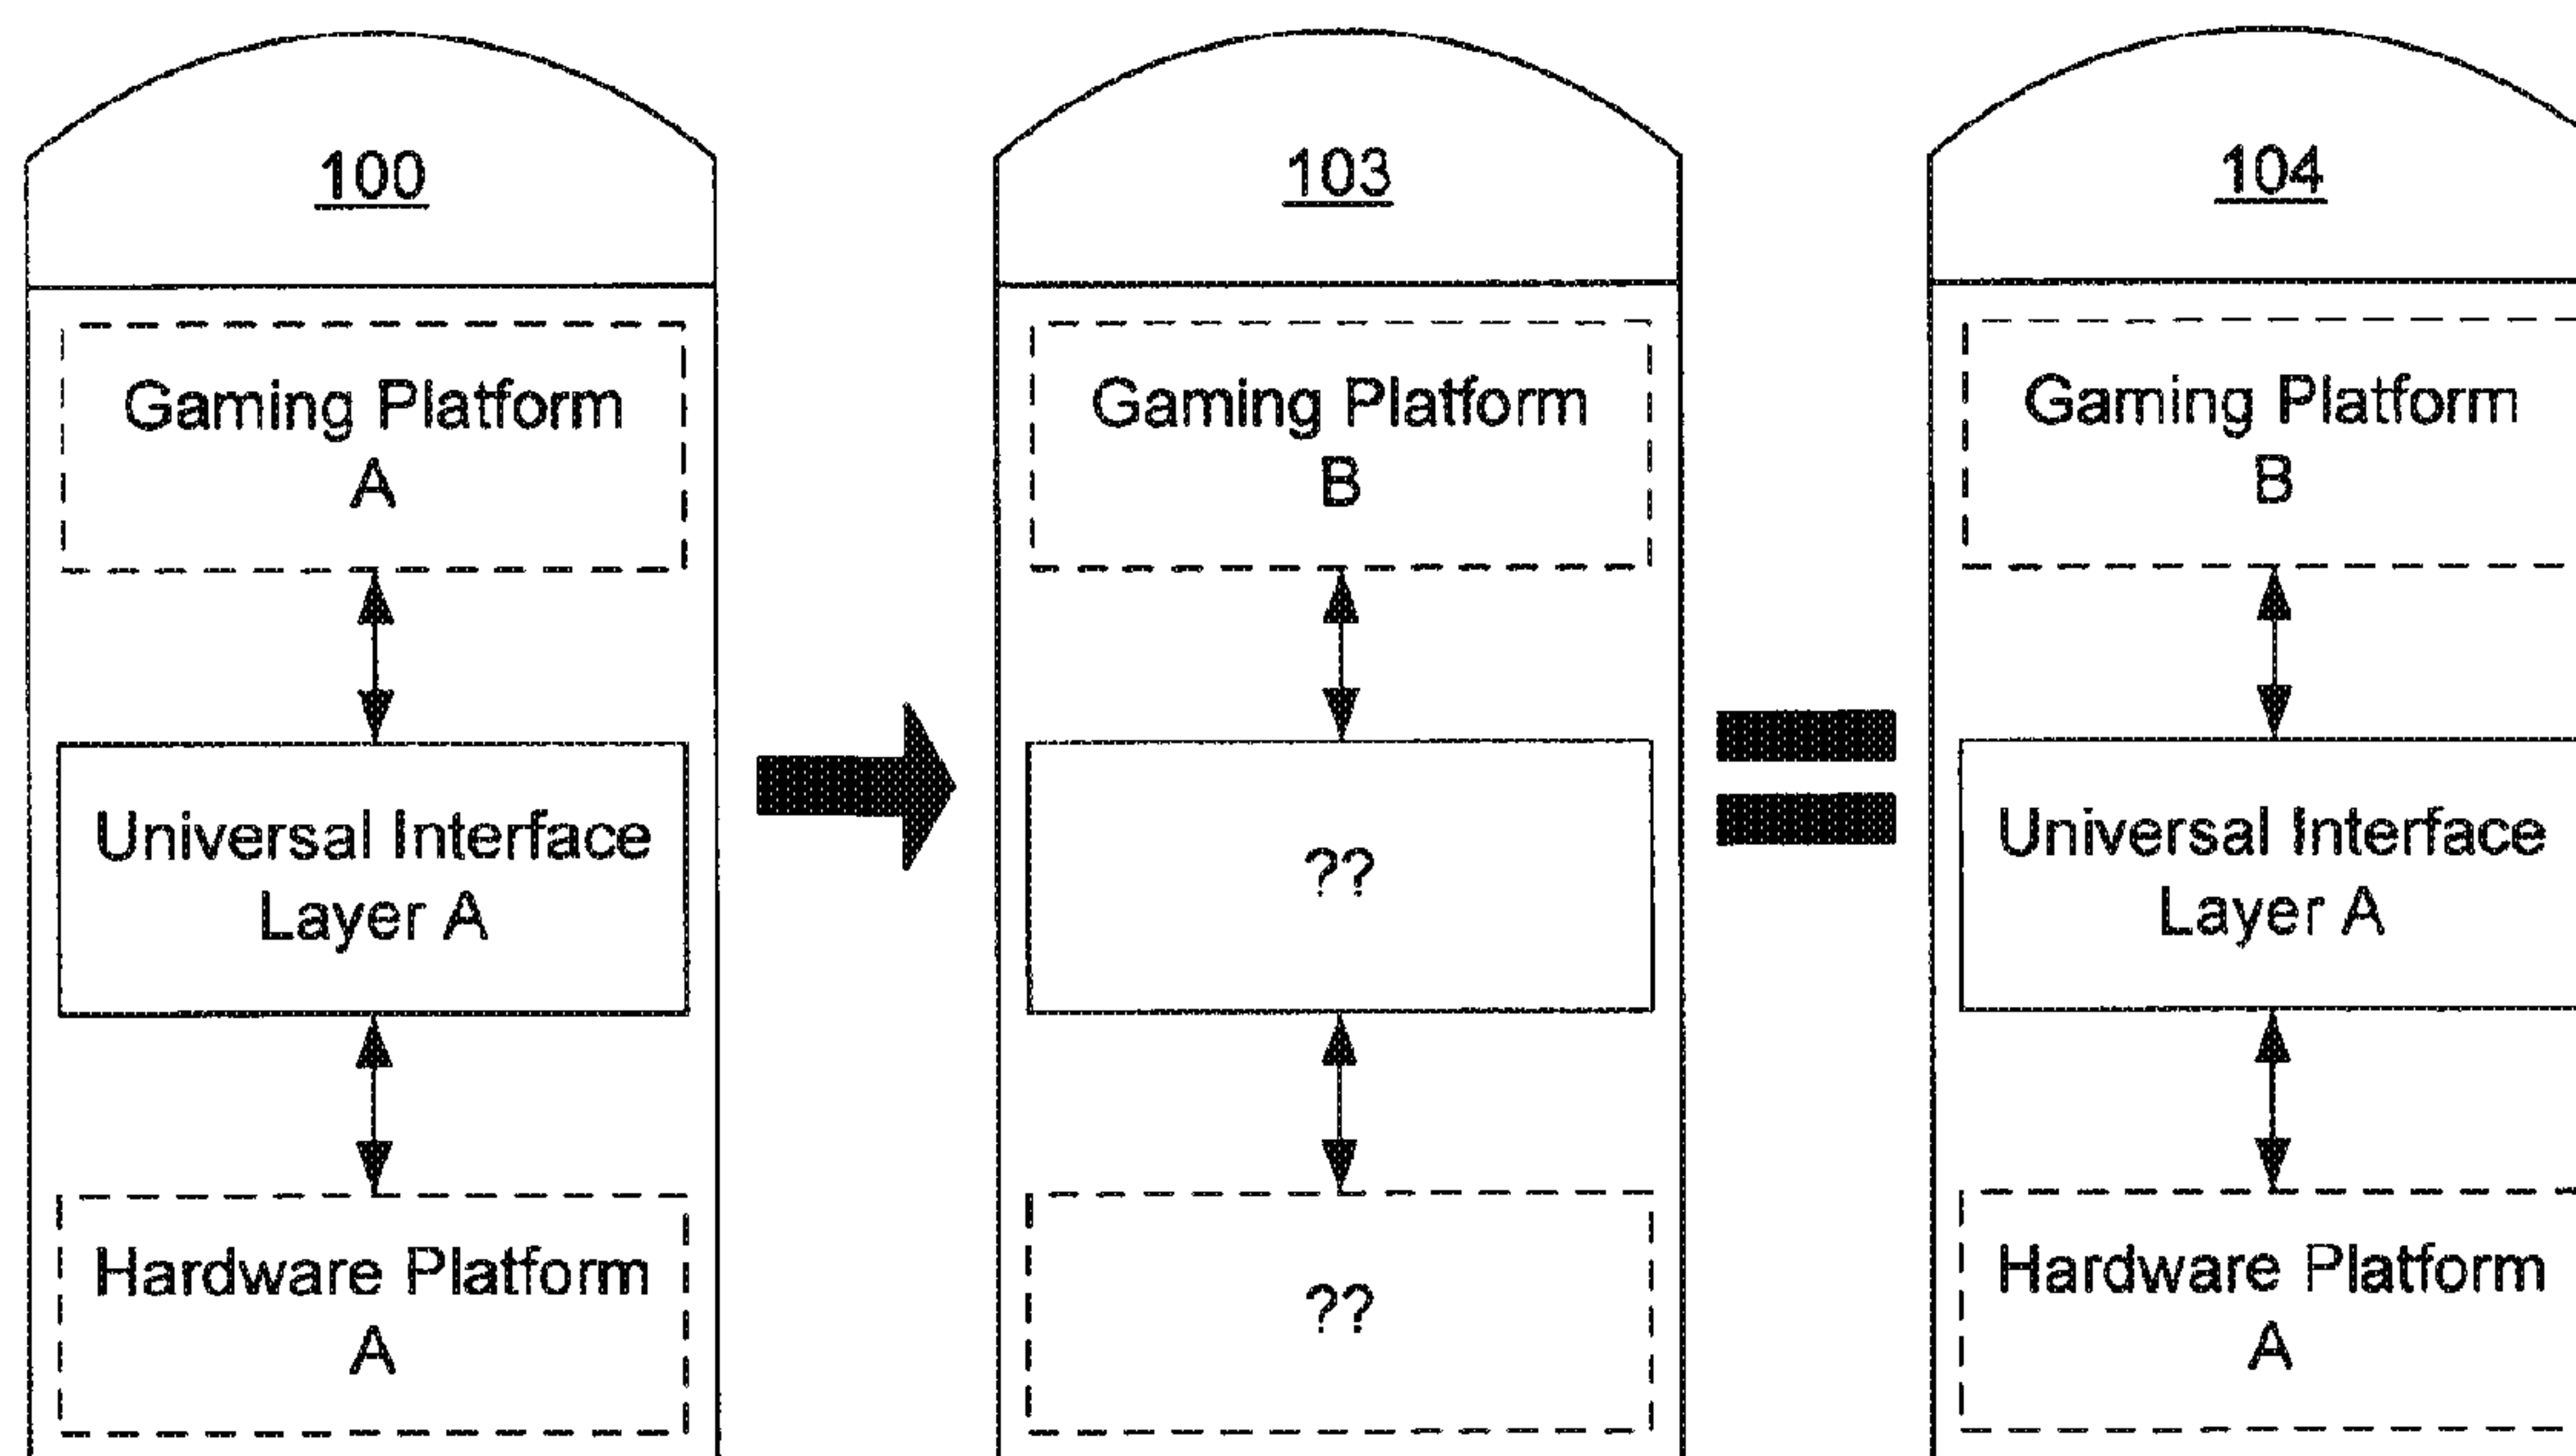 100
Gaming Platform
A
Universal Interface
Layer A
Hardware Platform
A
103
Gaming Platform
B
??
??
104
Gaming Platform
B
Universal Interface
Layer A
Hardware Platform
A